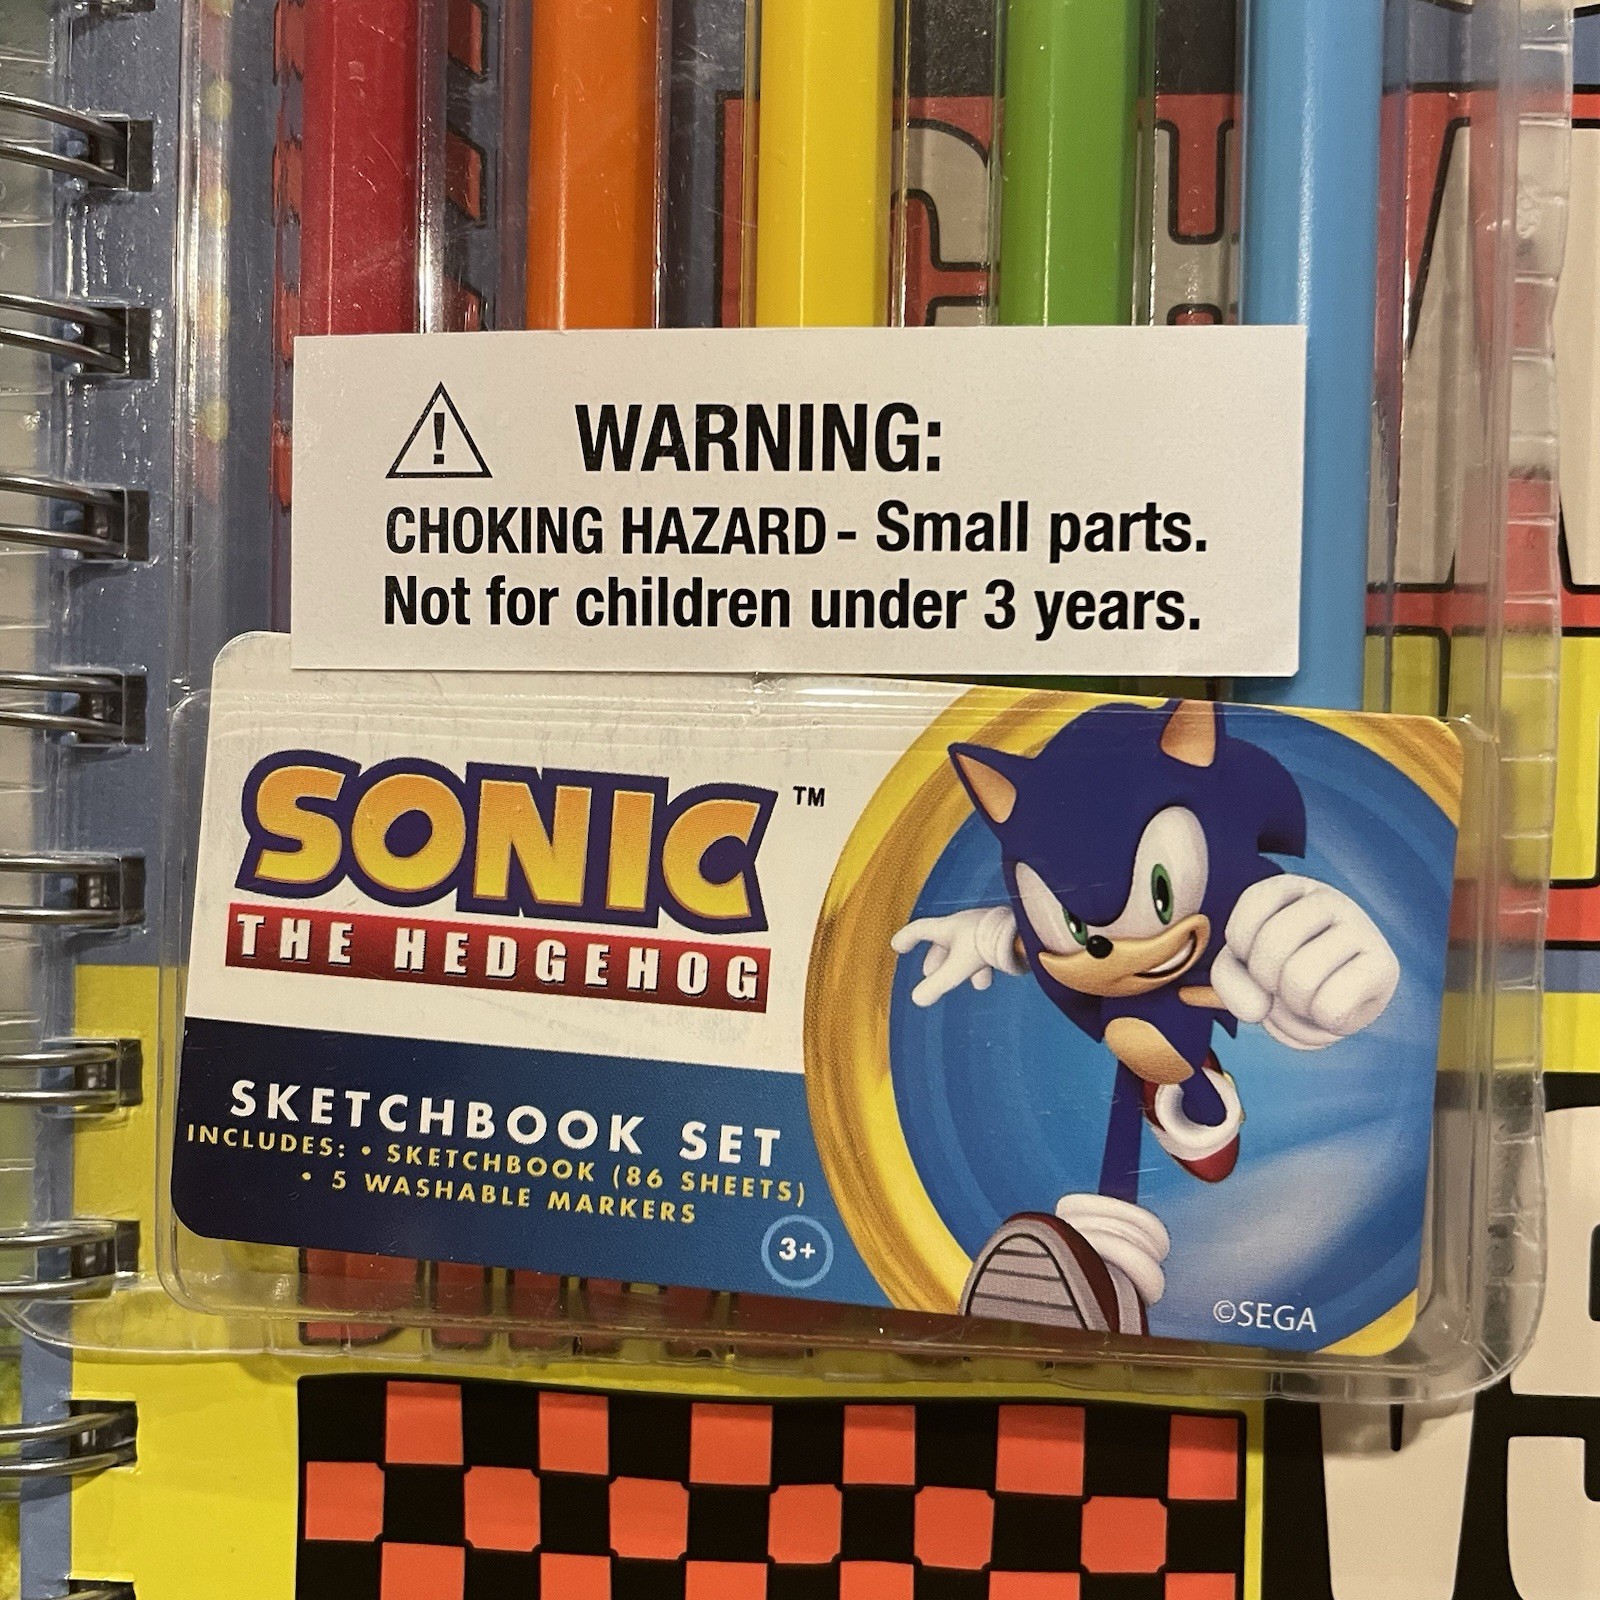 WARNING:
CHOKING HAZARD - Small parts.
Not for children under 3 years.
SONIC ™
THE HEDGEHOG
SKETCHBOOK SET
INCLUDES: • SKETCHBOOK (86 SHEETS)
• 5 WASHABLE MARKERS
3+
©SEGA